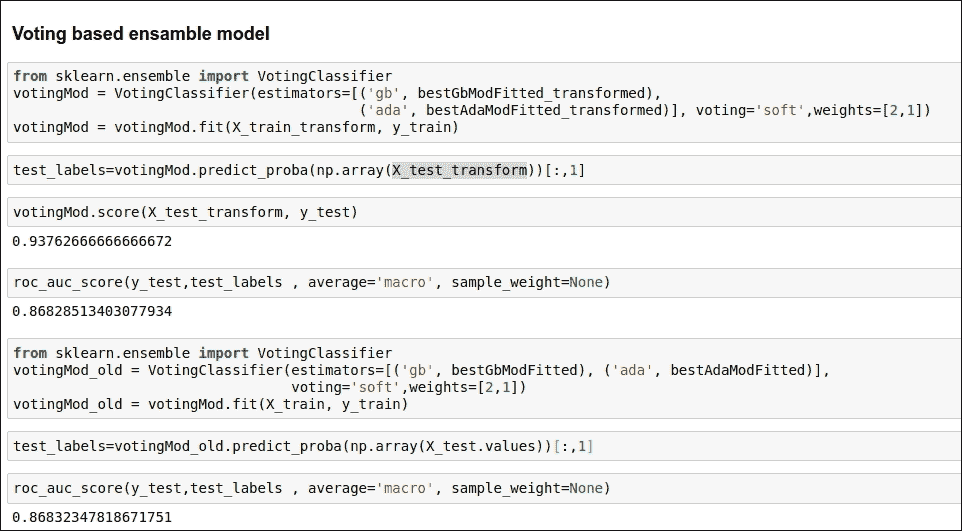 Voting based ensamble model
from sklearn.ensemble import VotingClassifier
votingMod = VotingClassifier(estimators=[('gb', bestGbModFitted_transformed),
('ada', bestAdaModFitted_transformed)], voting='soft',weights=[2,1])
votingMod = votingMod.fit(X_train_transform, y_train)
test_labels=votingMod.predict_proba(np.array(X_test_transform))[:,1]
votingMod.score(X_test_transform, y_test)
0.93762666666666672
roc_auc_score(y_test,test_labels , average='macro', sample_weight=None)
0.86828513403077934
from sklearn.ensemble import VotingClassifier
votingMod_old = VotingClassifier(estimators=[('gb', bestGbModFitted), ('ada', bestAdaModFitted)],
voting='soft',weights=[2,1])
votingMod_old = votingMod.fit(X_train, y_train)
test_labels=votingMod_old.predict_proba(np.array(X_test.values))[:,1]
roc_auc_score(y_test,test_labels , average='macro', sample_weight=None)
0.86832347818671751